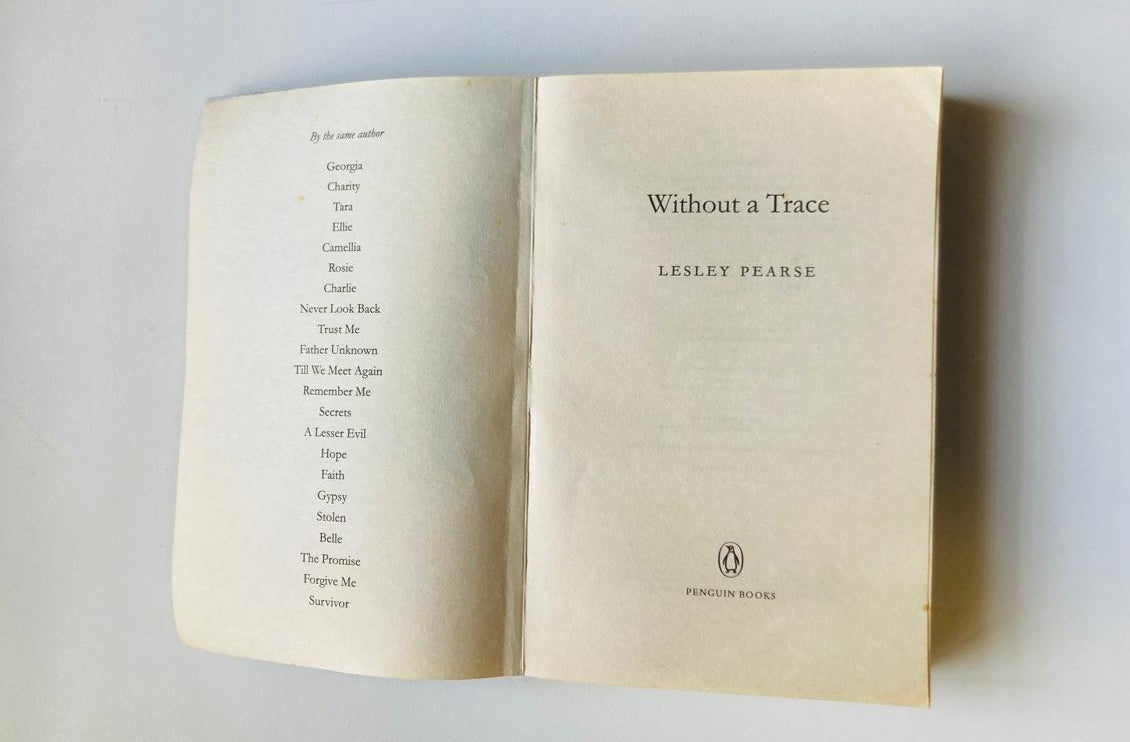 By the same author
Georgia
Charity
Tara
Ellie
Camellia
Rosie
Charlie
Never Look Back
Trust Me
Father Unknown
Till We Meet Again
Remember Me
Secrets
A Lesser Evil
Hope
Faith
Gypsy
Stolen
Belle
The Promise
Forgive Me
Survivor
Without a Trace
LESLEY PEARSE
PENGUIN BOOKS